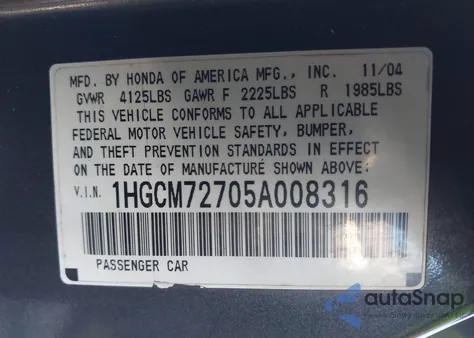 MFD. BY HONDA OF AMERICA MFG., INC. 11/04
GVWR 4125LBS GAWR F 2225LBS R 1985LBS
THIS VEHICLE CONFORMS TO ALL APPLICABLE
FEDERAL MOTOR VEHICLE SAFETY, BUMPER,
AND THEFT PREVENTION STANDARDS IN EFFECT
ON THE DATE OF MANUFACTURE SHOWN ABOVE.
V.I.N. 1HGCM72705A008316
PASSENGER CAR
autoSnap